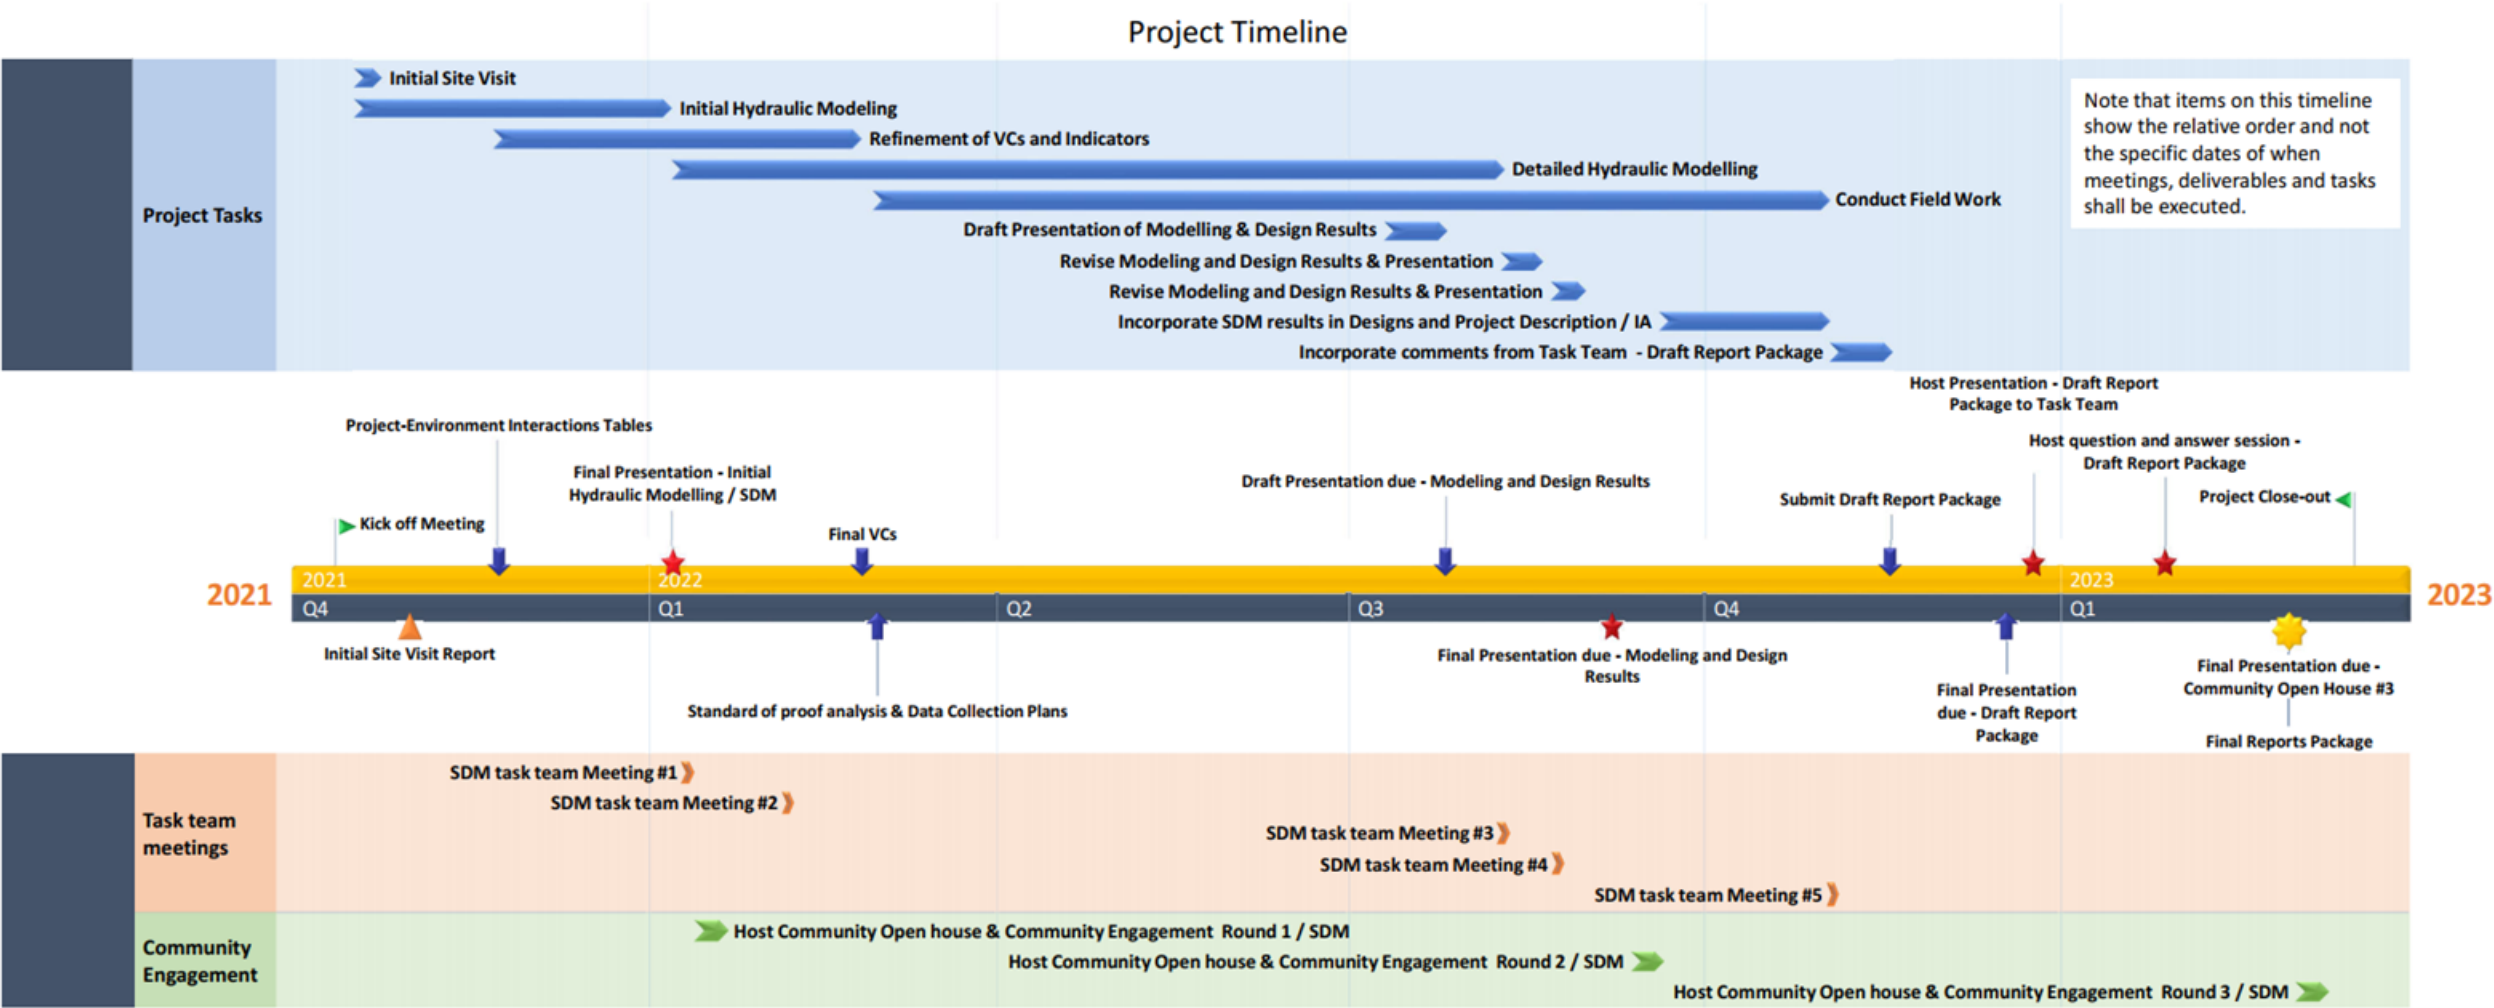 Project Timeline
Initial Site Visit
Initial Hydraulic Modeling
Refinement of VCs and Indicators
Detailed Hydraulic Modelling
Conduct Field Work
Project Tasks
Draft Presentation of Modelling & Design Results
Revise Modeling and Design Results & Presentation
Revise Modeling and Design Results & Presentation
Incorporate SDM results in Designs and Project Description / IA
Incorporate comments from Task Team - Draft Report Package
Note that items on this timeline
show the relative order and not
the specific dates of when
meetings, deliverables and tasks
shall be executed.
Host Presentation - Draft Report
Package to Task Team
Project-Environment Interactions Tables
Host question and answer session -
Draft Report Package
Final Presentation - Initial
Hydraulic Modelling / SDM
Draft Presentation due - Modeling and Design Results
Submit Draft Report Package
Project Close-out
Kick off Meeting
Final VCs
2021
2021
2022
2023
2023
Q4
Q1
Q2
Q3
Q4
Q1
Initial Site Visit Report
Final Presentation due - Modeling and Design
Results
Final Presentation due -
Community Open House #3
Final Presentation
due - Draft Report
Package
Standard of proof analysis & Data Collection Plans
Final Reports Package
Task team
meetings
SDM task team Meeting #1
SDM task team Meeting #2
SDM task team Meeting #3
SDM task team Meeting #4
SDM task team Meeting #5
Community
Engagement
Host Community Open house & Community Engagement Round 1 / SDM
Host Community Open house & Community Engagement Round 2 / SDM
Host Community Open house & Community Engagement Round 3 / SDM